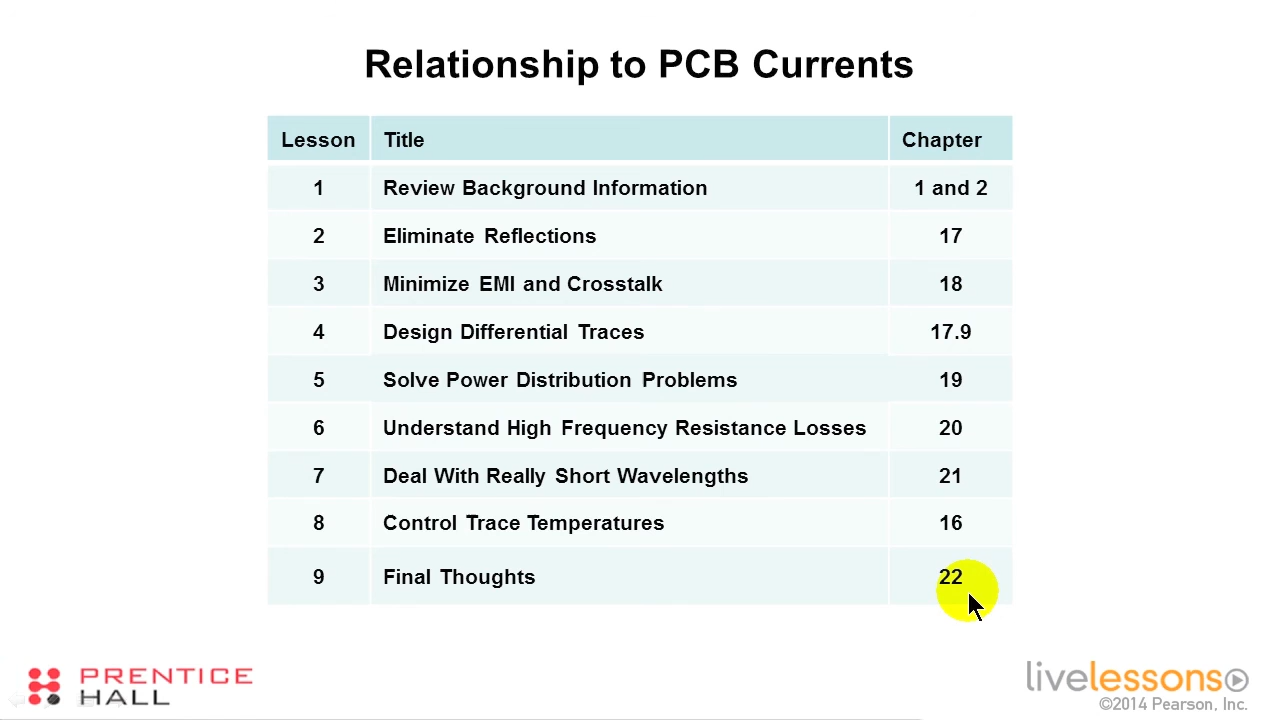 Relationship to PCB Currents
Lesson Title Chapter
1 Review Background Information 1 and 2
2 Eliminate Reflections 17
3 Minimize EMI and Crosstalk 18
4 Design Differential Traces 17.9
5 Solve Power Distribution Problems 19
6 Understand High Frequency Resistance Losses 20
7 Deal With Really Short Wavelengths 21
8 Control Trace Temperatures 16
9 Final Thoughts 22
PRENTICE
HALL
livelessons
©2014 Pearson, Inc.